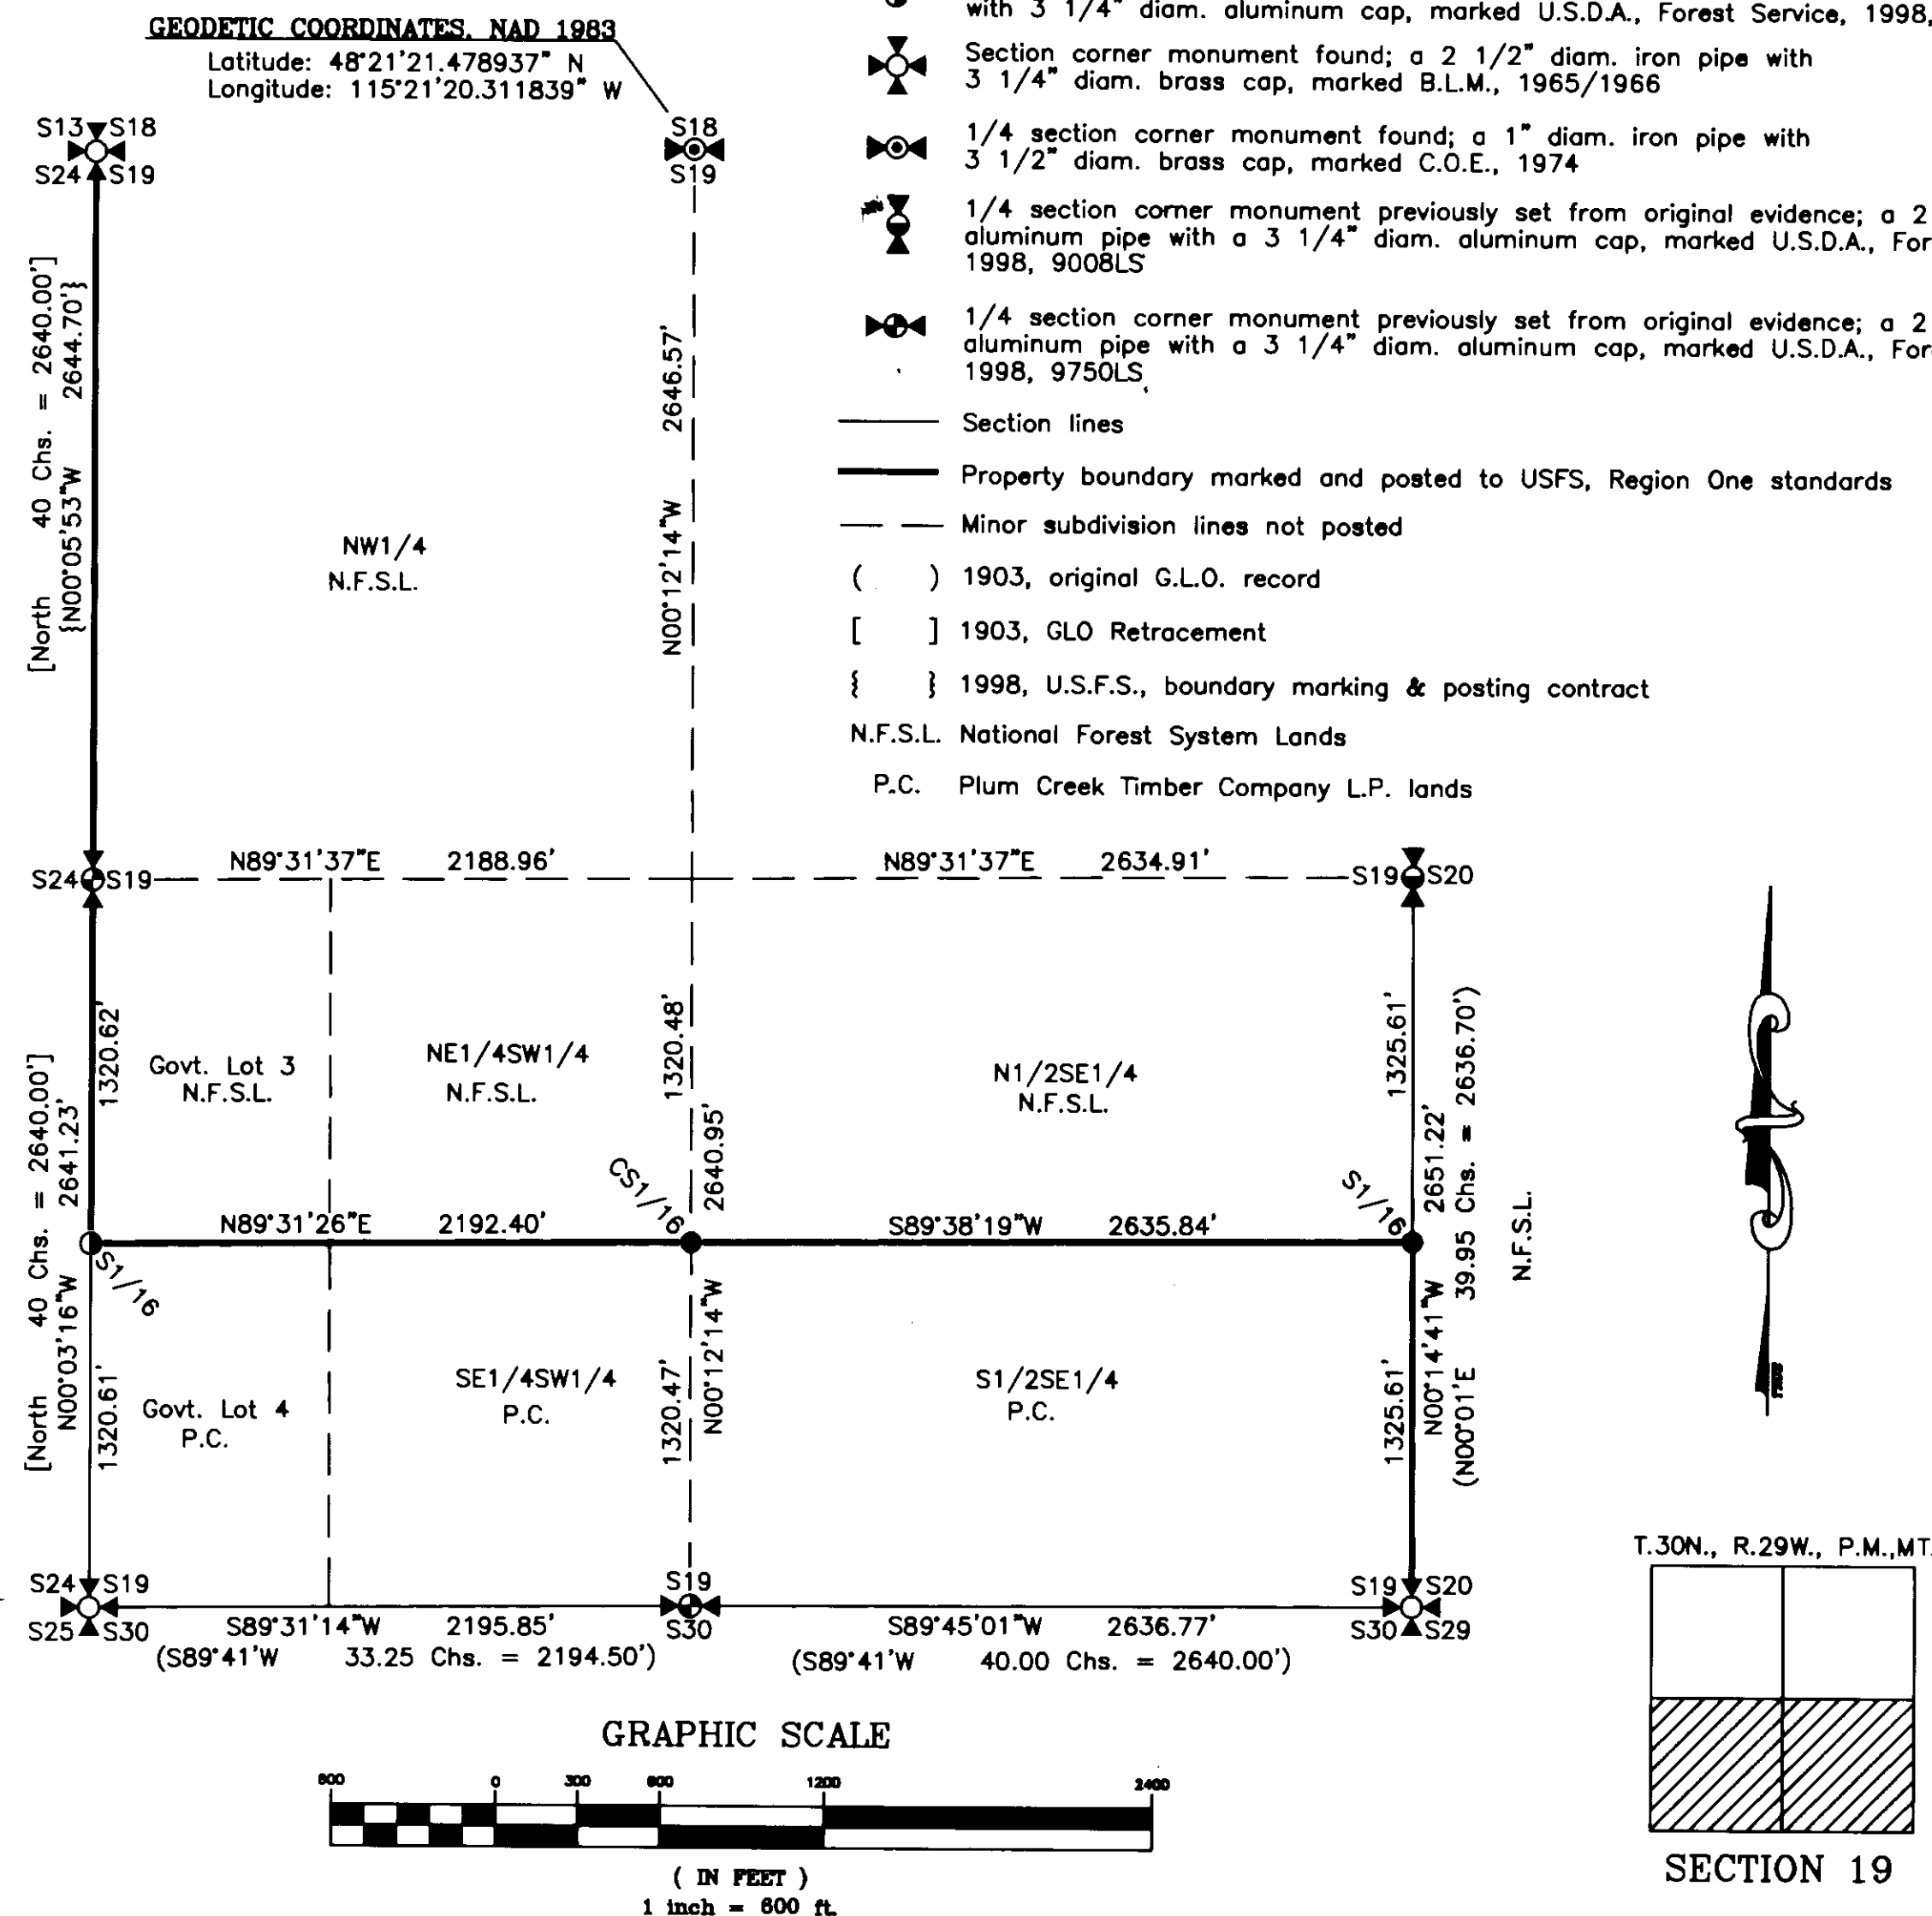 GEODETIC COORDINATES, NAD 1983
Latitude: 48°21'21.478937" N
Longitude: 115°21'20.311839" W
with 3 1/4" diam. aluminum cap, marked U.S.D.A., Forest Service, 1998,
Section corner monument found; a 2 1/2" diam. iron pipe with
3 1/4" diam. brass cap, marked B.L.M., 1965/1966
1/4 section corner monument found; a 1" diam. iron pipe with
3 1/2" diam. brass cap, marked C.O.E., 1974
1/4 section corner monument previously set from original evidence; a 2
aluminum pipe with a 3 1/4" diam. aluminum cap, marked U.S.D.A., For
1998, 9008LS
1/4 section corner monument previously set from original evidence; a 2
aluminum pipe with a 3 1/4" diam. aluminum cap, marked U.S.D.A., For
1998, 9750LS
Section lines
Property boundary marked and posted to USFS, Region One standards
Minor subdivision lines not posted
( ) 1903, original G.L.O. record
[ ] 1903, GLO Retracement
{ } 1998, U.S.F.S., boundary marking & posting contract
N.F.S.L. National Forest System Lands
P.C. Plum Creek Timber Company L.P. lands
S13 S18
S24 S19
S18
S19
[North 40 Chs. = 2640.00']
{N00°05'53"W 2644.70'}
NW1/4
N.F.S.L.
N00°12'14"W 2646.57'
N89°31'37"E 2188.96'
N89°31'37"E 2634.91'
S24 S19
S19 S20
1320.62'
Govt. Lot 3
N.F.S.L.
NE1/4SW1/4
N.F.S.L.
1320.48'
2640.95'
N1/2SE1/4
N.F.S.L.
1325.61'
[North 40 Chs. = 2640.00']
N00°03'16"W 2641.23'
CS1/16
S1/16
N89°31'26"E 2192.40'
S89°38'19"W 2635.84'
S1/16
N00°14'41"W 2651.22'
(N00°01'E 39.95 Chs. = 2636.70')
N.F.S.L.
1320.61'
Govt. Lot 4
P.C.
SE1/4SW1/4
P.C.
1320.47'
N00°12'14"W
S1/2SE1/4
P.C.
1325.61'
S24 S19
S25 S30
S19
S30
S19 S20
S30 S29
S89°31'14"W 2195.85'
(S89°41'W 33.25 Chs. = 2194.50')
S89°45'01"W 2636.77'
(S89°41'W 40.00 Chs. = 2640.00')
T.30N., R.29W., P.M.,MT.
SECTION 19
GRAPHIC SCALE
600 0 300 600 1200 2400
( IN FEET )
1 inch = 600 ft.